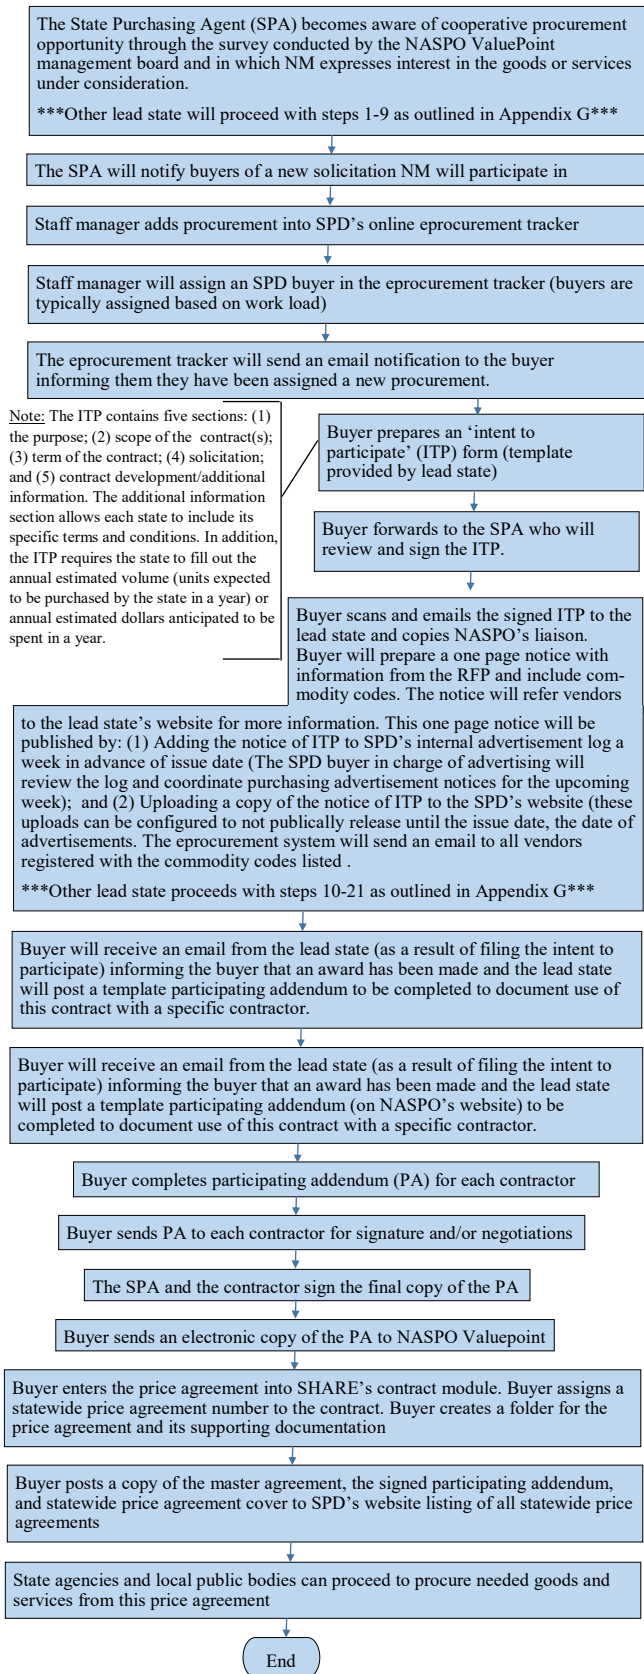 The State Purchasing Agent (SPA) becomes aware of cooperative procurement
opportunity through the survey conducted by the NASPO ValuePoint
management board and in which NM expresses interest in the goods or services
under consideration.
***Other lead state will proceed with steps 1-9 as outlined in Appendix G***
The SPA will notify buyers of a new solicitation NM will participate in
Staff manager adds procurement into SPD’s online eprocurement tracker
Staff manager will assign an SPD buyer in the eprocurement tracker (buyers are
typically assigned based on work load)
The eprocurement tracker will send an email notification to the buyer
informing them they have been assigned a new procurement.
Note: The ITP contains five sections: (1)
the purpose; (2) scope of the contract(s);
(3) term of the contract; (4) solicitation;
and (5) contract development/additional
information. The additional information
section allows each state to include its
specific terms and conditions. In addition,
the ITP requires the state to fill out the
annual estimated volume (units expected
to be purchased by the state in a year) or
annual estimated dollars anticipated to be
spent in a year.
Buyer prepares an ‘intent to
participate’ (ITP) form (template
provided by lead state)
Buyer forwards to the SPA who will
review and sign the ITP.
Buyer scans and emails the signed ITP to the
lead state and copies NASPO’s liaison.
Buyer will prepare a one page notice with
information from the RFP and include com-
modity codes. The notice will refer vendors
to the lead state’s website for more information. This one page notice will be
published by: (1) Adding the notice of ITP to SPD’s internal advertisement log a
week in advance of issue date (The SPD buyer in charge of advertising will
review the log and coordinate purchasing advertisement notices for the upcoming
week); and (2) Uploading a copy of the notice of ITP to the SPD’s website (these
uploads can be configured to not publically release until the issue date, the date of
advertisements. The eprocurement system will send an email to all vendors
registered with the commodity codes listed .
***Other lead state proceeds with steps 10-21 as outlined in Appendix G***
Buyer will receive an email from the lead state (as a result of filing the intent to
participate) informing the buyer that an award has been made and the lead state
will post a template participating addendum to be completed to document use of
this contract with a specific contractor.
Buyer will receive an email from the lead state (as a result of filing the intent to
participate) informing the buyer that an award has been made and the lead state
will post a template participating addendum (on NASPO’s website) to be
completed to document use of this contract with a specific contractor.
Buyer completes participating addendum (PA) for each contractor
Buyer sends PA to each contractor for signature and/or negotiations
The SPA and the contractor sign the final copy of the PA
Buyer sends an electronic copy of the PA to NASPO Valuepoint
Buyer enters the price agreement into SHARE’s contract module. Buyer assigns a
statewide price agreement number to the contract. Buyer creates a folder for the
price agreement and its supporting documentation
Buyer posts a copy of the master agreement, the signed participating addendum,
and statewide price agreement cover to SPD’s website listing of all statewide price
agreements
State agencies and local public bodies can proceed to procure needed goods and
services from this price agreement
End